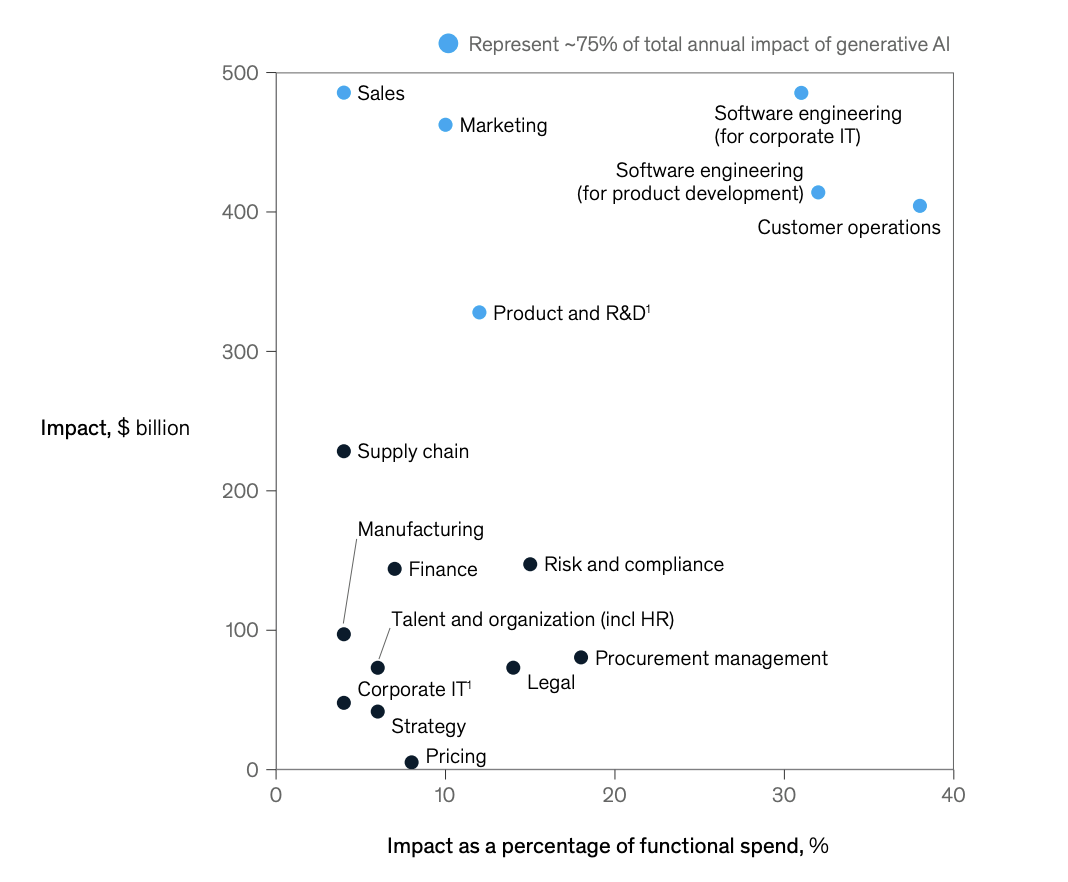 Represent ~75% of total annual impact of generative AI
500
Sales
Marketing
Software engineering
(for corporate IT)
Software engineering
(for product development)
400
Customer operations
Product and R&D¹
300
Impact, $ billion
Supply chain
200
Manufacturing
Finance
Risk and compliance
Talent and organization (incl HR)
100
Procurement management
Legal
Corporate IT¹
Strategy
Pricing
0
0
10
20
30
40
Impact as a percentage of functional spend, %